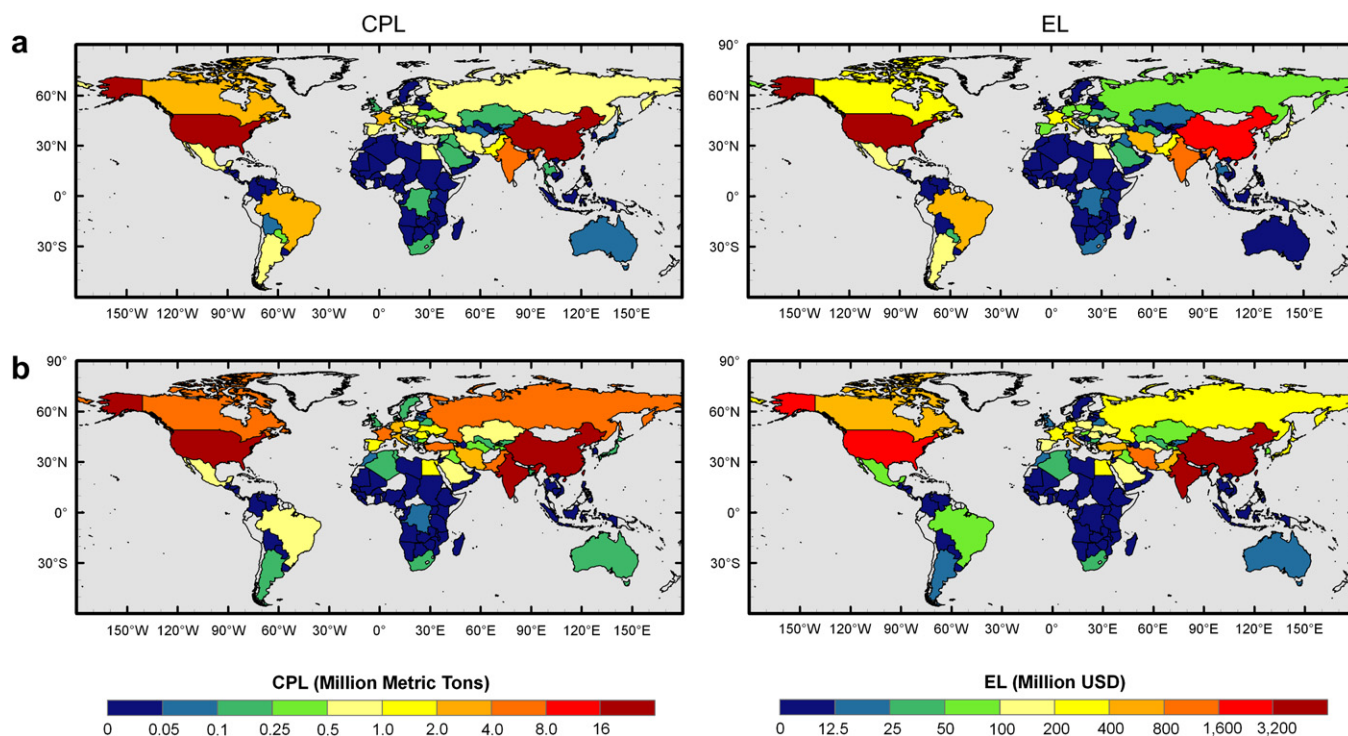 CPL EL
a
90°
60°N 60°N
30°N 30°N
0° 0°
30°S 30°S
150°W 120°W 90°W 60°W 30°W 0° 30°E 60°E 90°E 120°E 150°E 150°W 120°W 90°W 60°W 30°W 0° 30°E 60°E 90°E 120°E 150°E
b
90° 90°
60°N 60°N
30°N 30°N
0° 0°
30°S 30°S
150°W 120°W 90°W 60°W 30°W 0° 30°E 60°E 90°E 120°E 150°E 150°W 120°W 90°W 60°W 30°W 0° 30°E 60°E 90°E 120°E 150°E
CPL (Million Metric Tons) EL (Million USD)
0 0.05 0.1 0.25 0.5 1.0 2.0 4.0 8.0 16 0 12.5 25 50 100 200 400 800 1,600 3,200